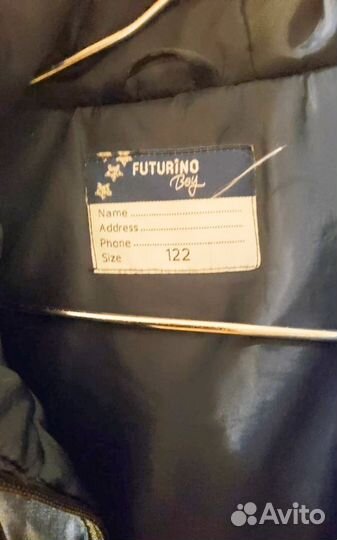 FUTURiNO
Boy
Name..........................
Address.......................
Phone.........................
Size 122
Avito